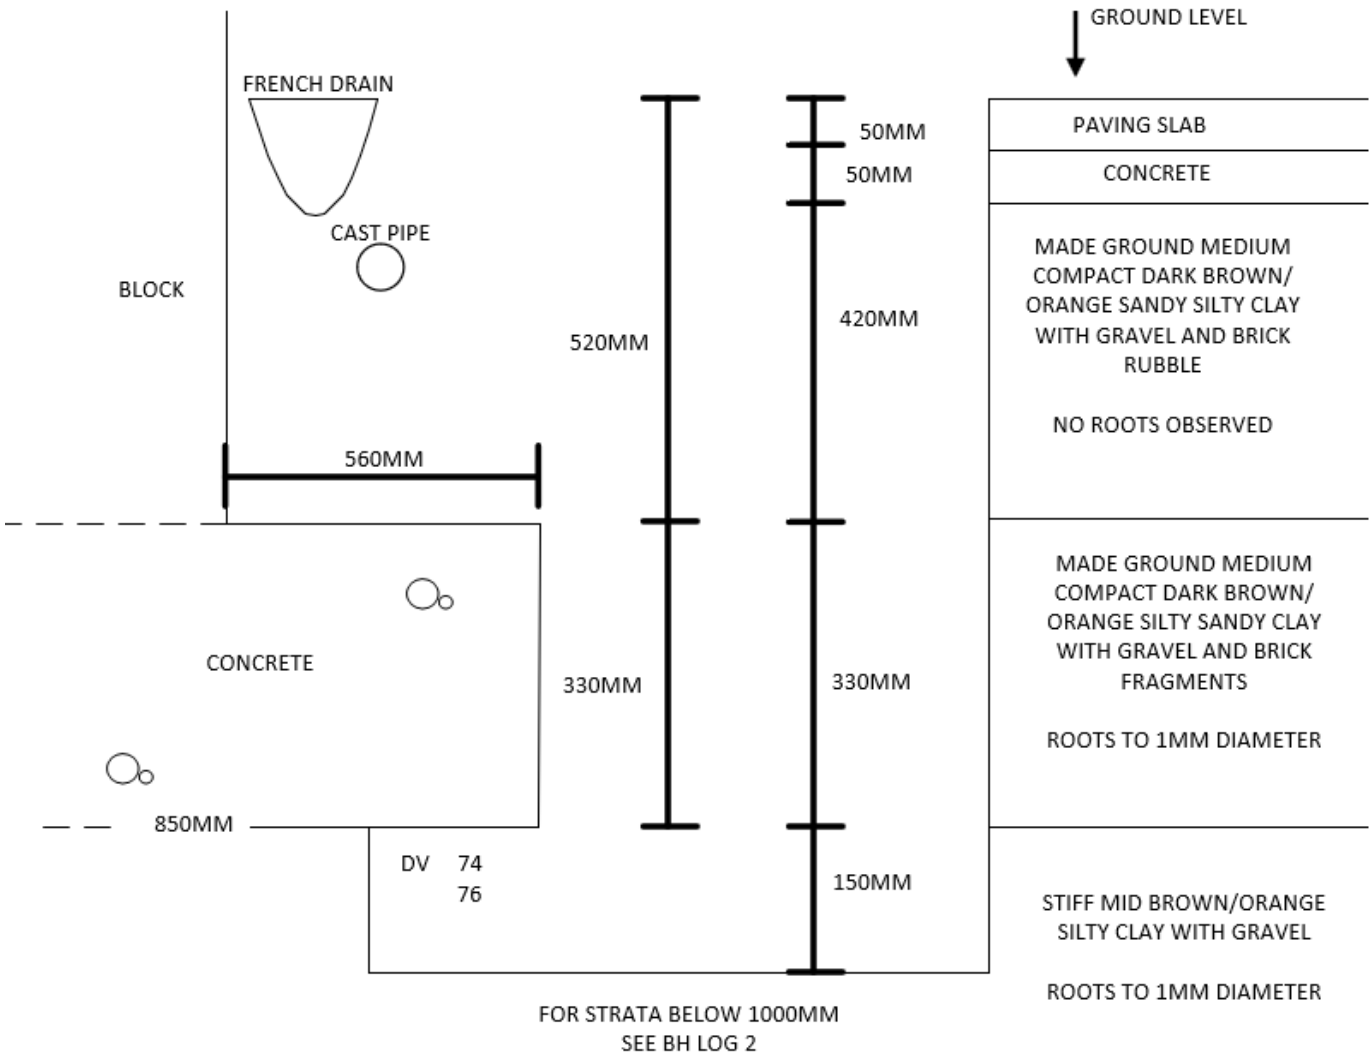 GROUND LEVEL
FRENCH DRAIN
50MM
PAVING SLAB
50MM
CONCRETE
CAST PIPE
BLOCK
520MM
420MM
MADE GROUND MEDIUM
COMPACT DARK BROWN/
ORANGE SANDY SILTY CLAY
WITH GRAVEL AND BRICK
RUBBLE
NO ROOTS OBSERVED
560MM
CONCRETE
330MM
330MM
MADE GROUND MEDIUM
COMPACT DARK BROWN/
ORANGE SILTY SANDY CLAY
WITH GRAVEL AND BRICK
FRAGMENTS
ROOTS TO 1MM DIAMETER
850MM
DV 74
76
150MM
STIFF MID BROWN/ORANGE
SILTY CLAY WITH GRAVEL
ROOTS TO 1MM DIAMETER
FOR STRATA BELOW 1000MM
SEE BH LOG 2